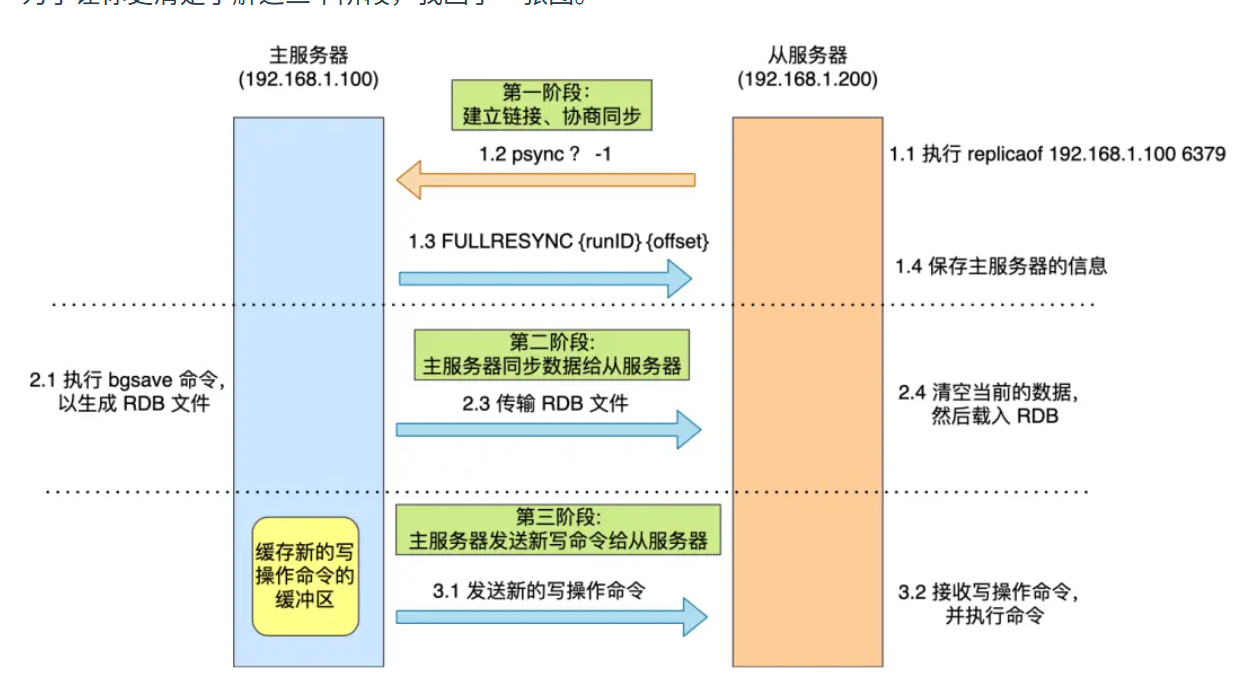 主服务器
(192.168.1.100)
从服务器
(192.168.1.200)
第一阶段：
建立链接、协商同步
1.1 执行 replicaof 192.168.1.100 6379
1.2 psync ? -1
1.3 FULLRESYNC {runID} {offset}
1.4 保存主服务器的信息
第二阶段:
主服务器同步数据给从服务器
2.1 执行 bgsave 命令，
以生成 RDB 文件
2.3 传输 RDB 文件
2.4 清空当前的数据，
然后载入 RDB
第三阶段:
主服务器发送新写命令给从服务器
缓存新的写
操作命令的
缓冲区
3.1 发送新的写操作命令
3.2 接收写操作命令，
并执行命令